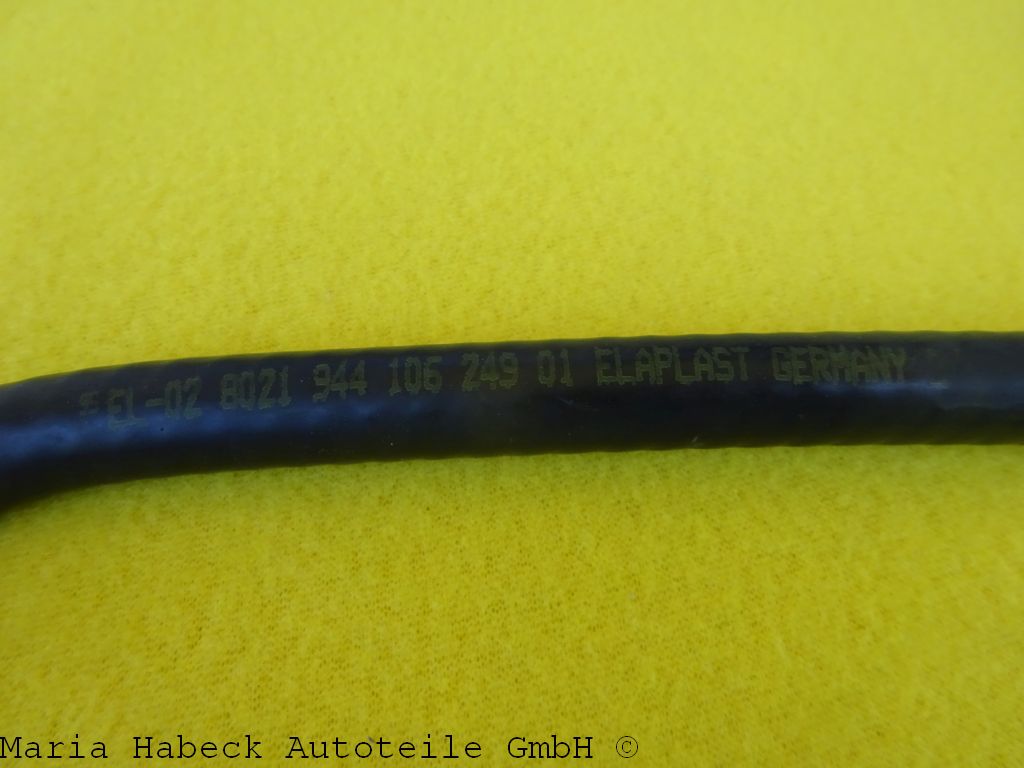 EL-02 8021 944 106 249 01 ELAPLAST GERMANY
Maria Habeck Autoteile GmbH ©